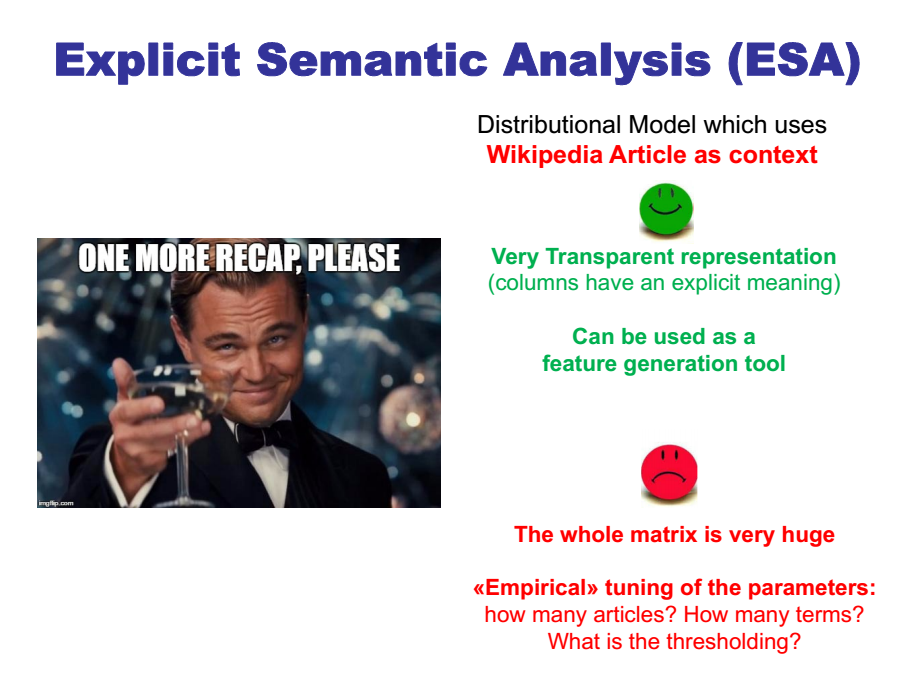 Explicit Semantic Analysis (ESA)
Distributional Model which uses
Wikipedia Article as context
ONE MORE RECAP, PLEASE
imgflip.com
Very Transparent representation
(columns have an explicit meaning)
Can be used as a
feature generation tool
The whole matrix is very huge
«Empirical» tuning of the parameters:
how many articles? How many terms?
What is the thresholding?